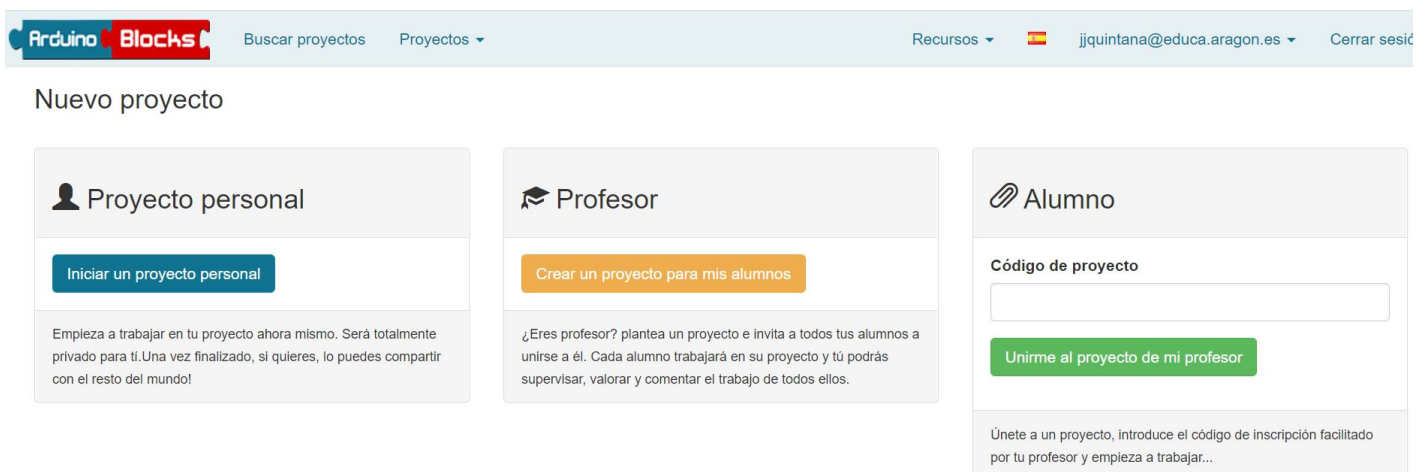 Arduino Blocks
Buscar proyectos
Proyectos
Recursos
jjquintana@educa.aragon.es
Cerrar sesió
Nuevo proyecto
Proyecto personal
Iniciar un proyecto personal
Empieza a trabajar en tu proyecto ahora mismo. Será totalmente
privado para tí.Una vez finalizado, si quieres, lo puedes compartir
con el resto del mundo!
Profesor
Crear un proyecto para mis alumnos
¿Eres profesor? plantea un proyecto e invita a todos tus alumnos a
unirse a él. Cada alumno trabajará en su proyecto y tú podrás
supervisar, valorar y comentar el trabajo de todos ellos.
Alumno
Código de proyecto
Unirme al proyecto de mi profesor
Únete a un proyecto, introduce el código de inscripción facilitado
por tu profesor y empieza a trabajar...